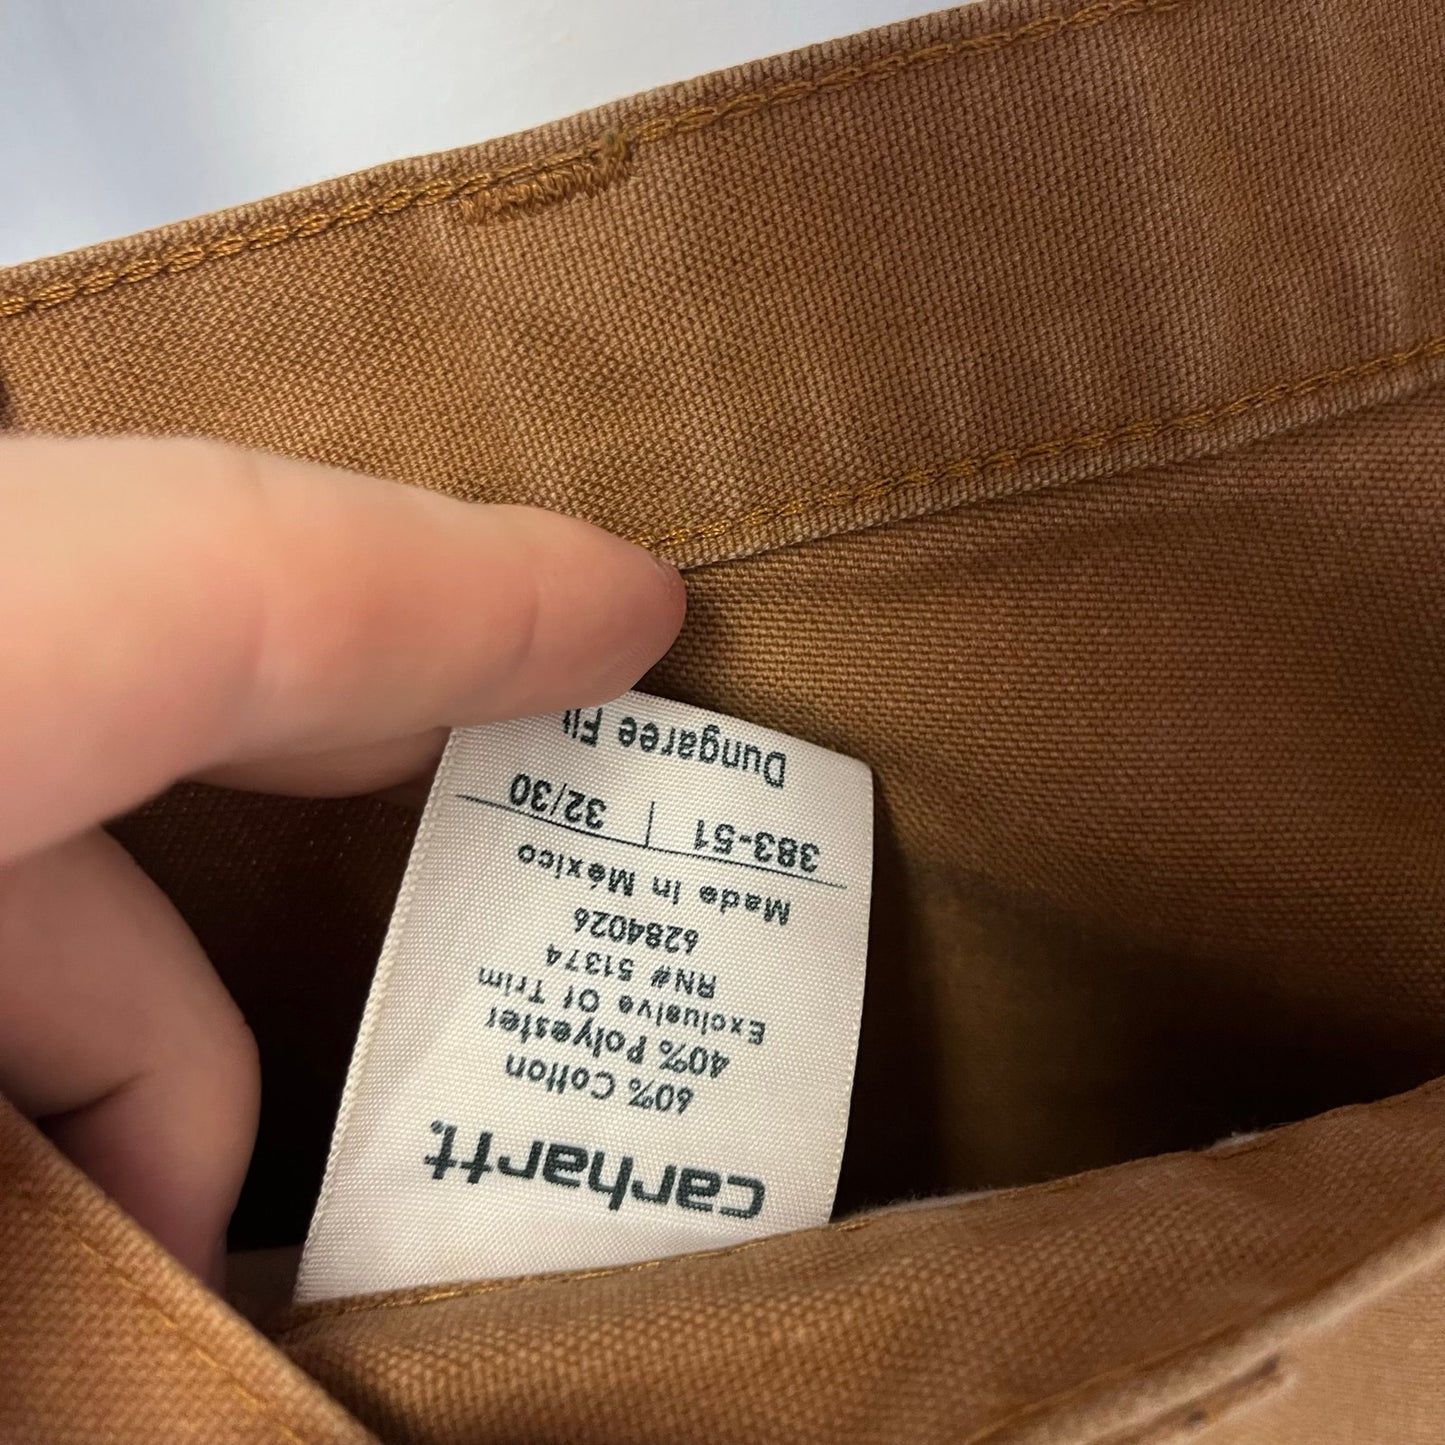 carhartt.
60% Cotton
40% Polyester
Exclusive Of Trim
RN# 51374
6284026
Made In México
383-51 32/30
Dungaree Fit